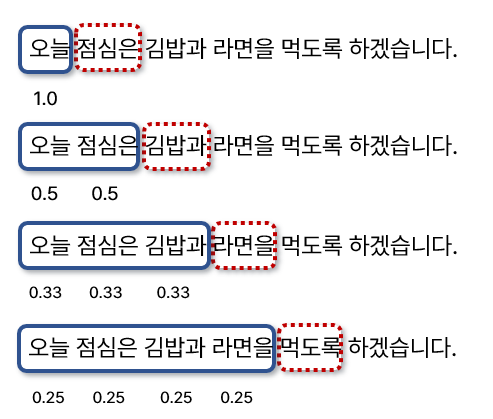 오늘 점심은 김밥과 라면을 먹도록 하겠습니다.
1.0
오늘 점심은 김밥과 라면을 먹도록 하겠습니다.
0.5 0.5
오늘 점심은 김밥과 라면을 먹도록 하겠습니다.
0.33 0.33 0.33
오늘 점심은 김밥과 라면을 먹도록 하겠습니다.
0.25 0.25 0.25 0.25